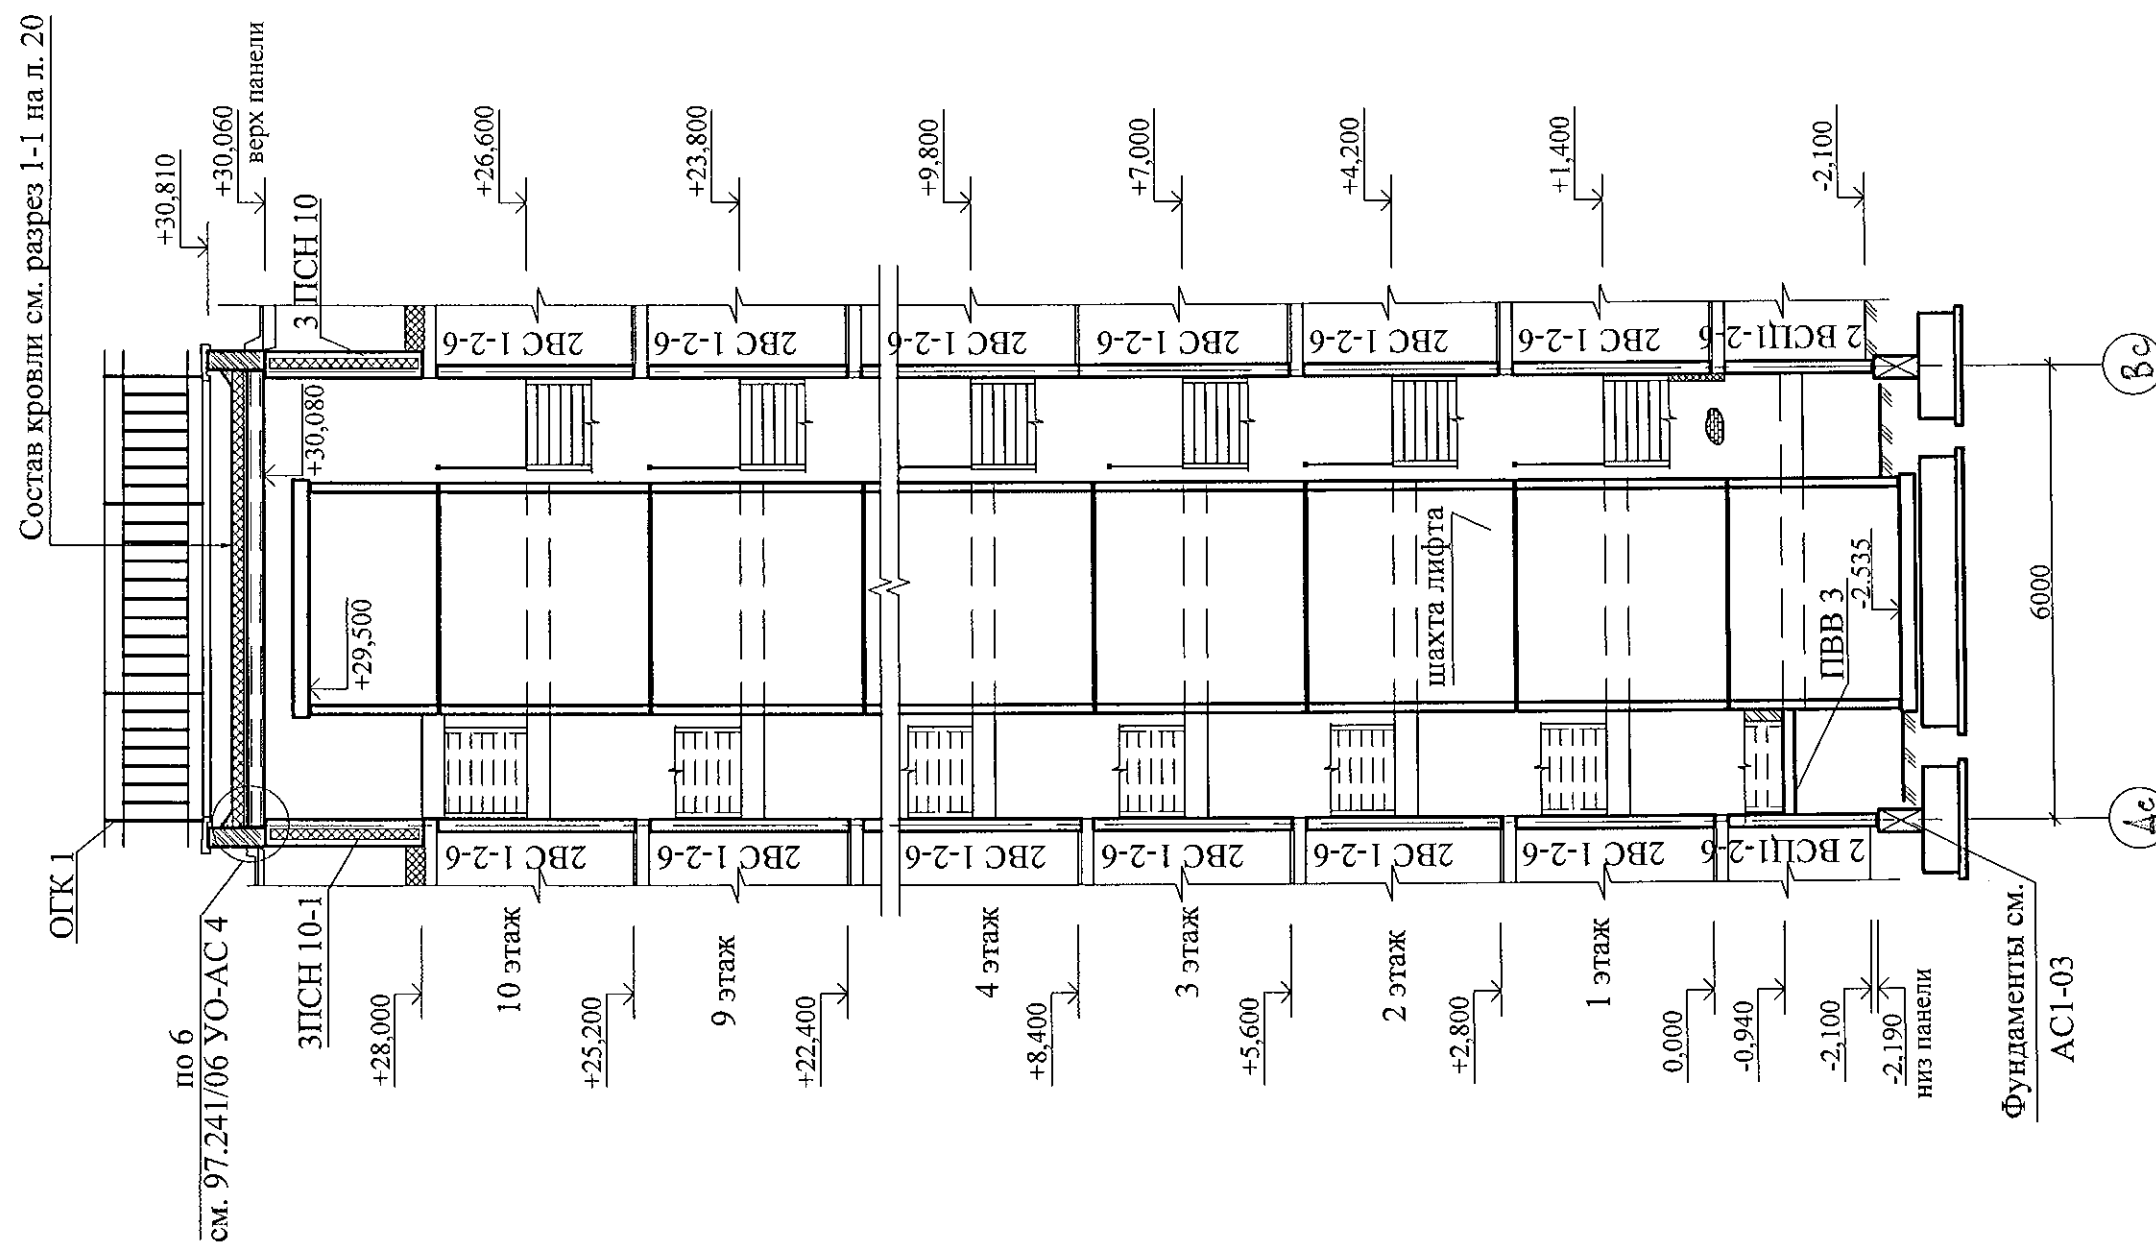 Состав кровли см. разрез 1-1 на л. 20
+30,810
+30,060
верх панели
3 ПСН 10
+26,600
+23,800
+9,800
+7,000
+4,200
+1,400
-2,100
2ВС 1-2-6
2ВС 1-2-6
2ВС 1-2-6
2ВС 1-2-6
2ВС 1-2-6
2ВС 1-2-6
2 ВСЦ1-2-6
+30,080
+29,500
шахта лифта
ПВВ 3
-2.535
6000
Вс
Ас
ОГК 1
по 6
см. 97.241/06 УО-АС 4
3ПСН 10-1
2ВС 1-2-6
2ВС 1-2-6
2ВС 1-2-6
2ВС 1-2-6
2ВС 1-2-6
2ВС 1-2-6
2 ВСЦ1-2-6
+28,000
10 этаж
+25,200
9 этаж
+22,400
4 этаж
+8,400
3 этаж
+5,600
2 этаж
+2,800
1 этаж
0,000
-0,940
-2,100
-2,190
низ панели
Фундаменты см.
АС1-03